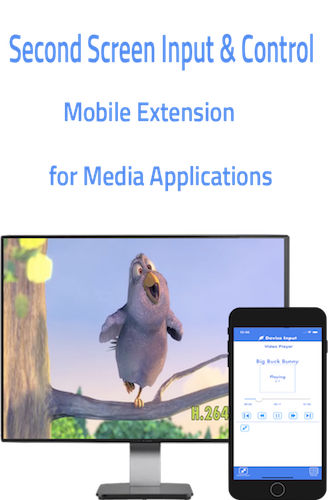 Second Screen Input & Control
Mobile Extension
for Media Applications
H.264
Device Input
Video Player
Big Buck Bunny
Playing